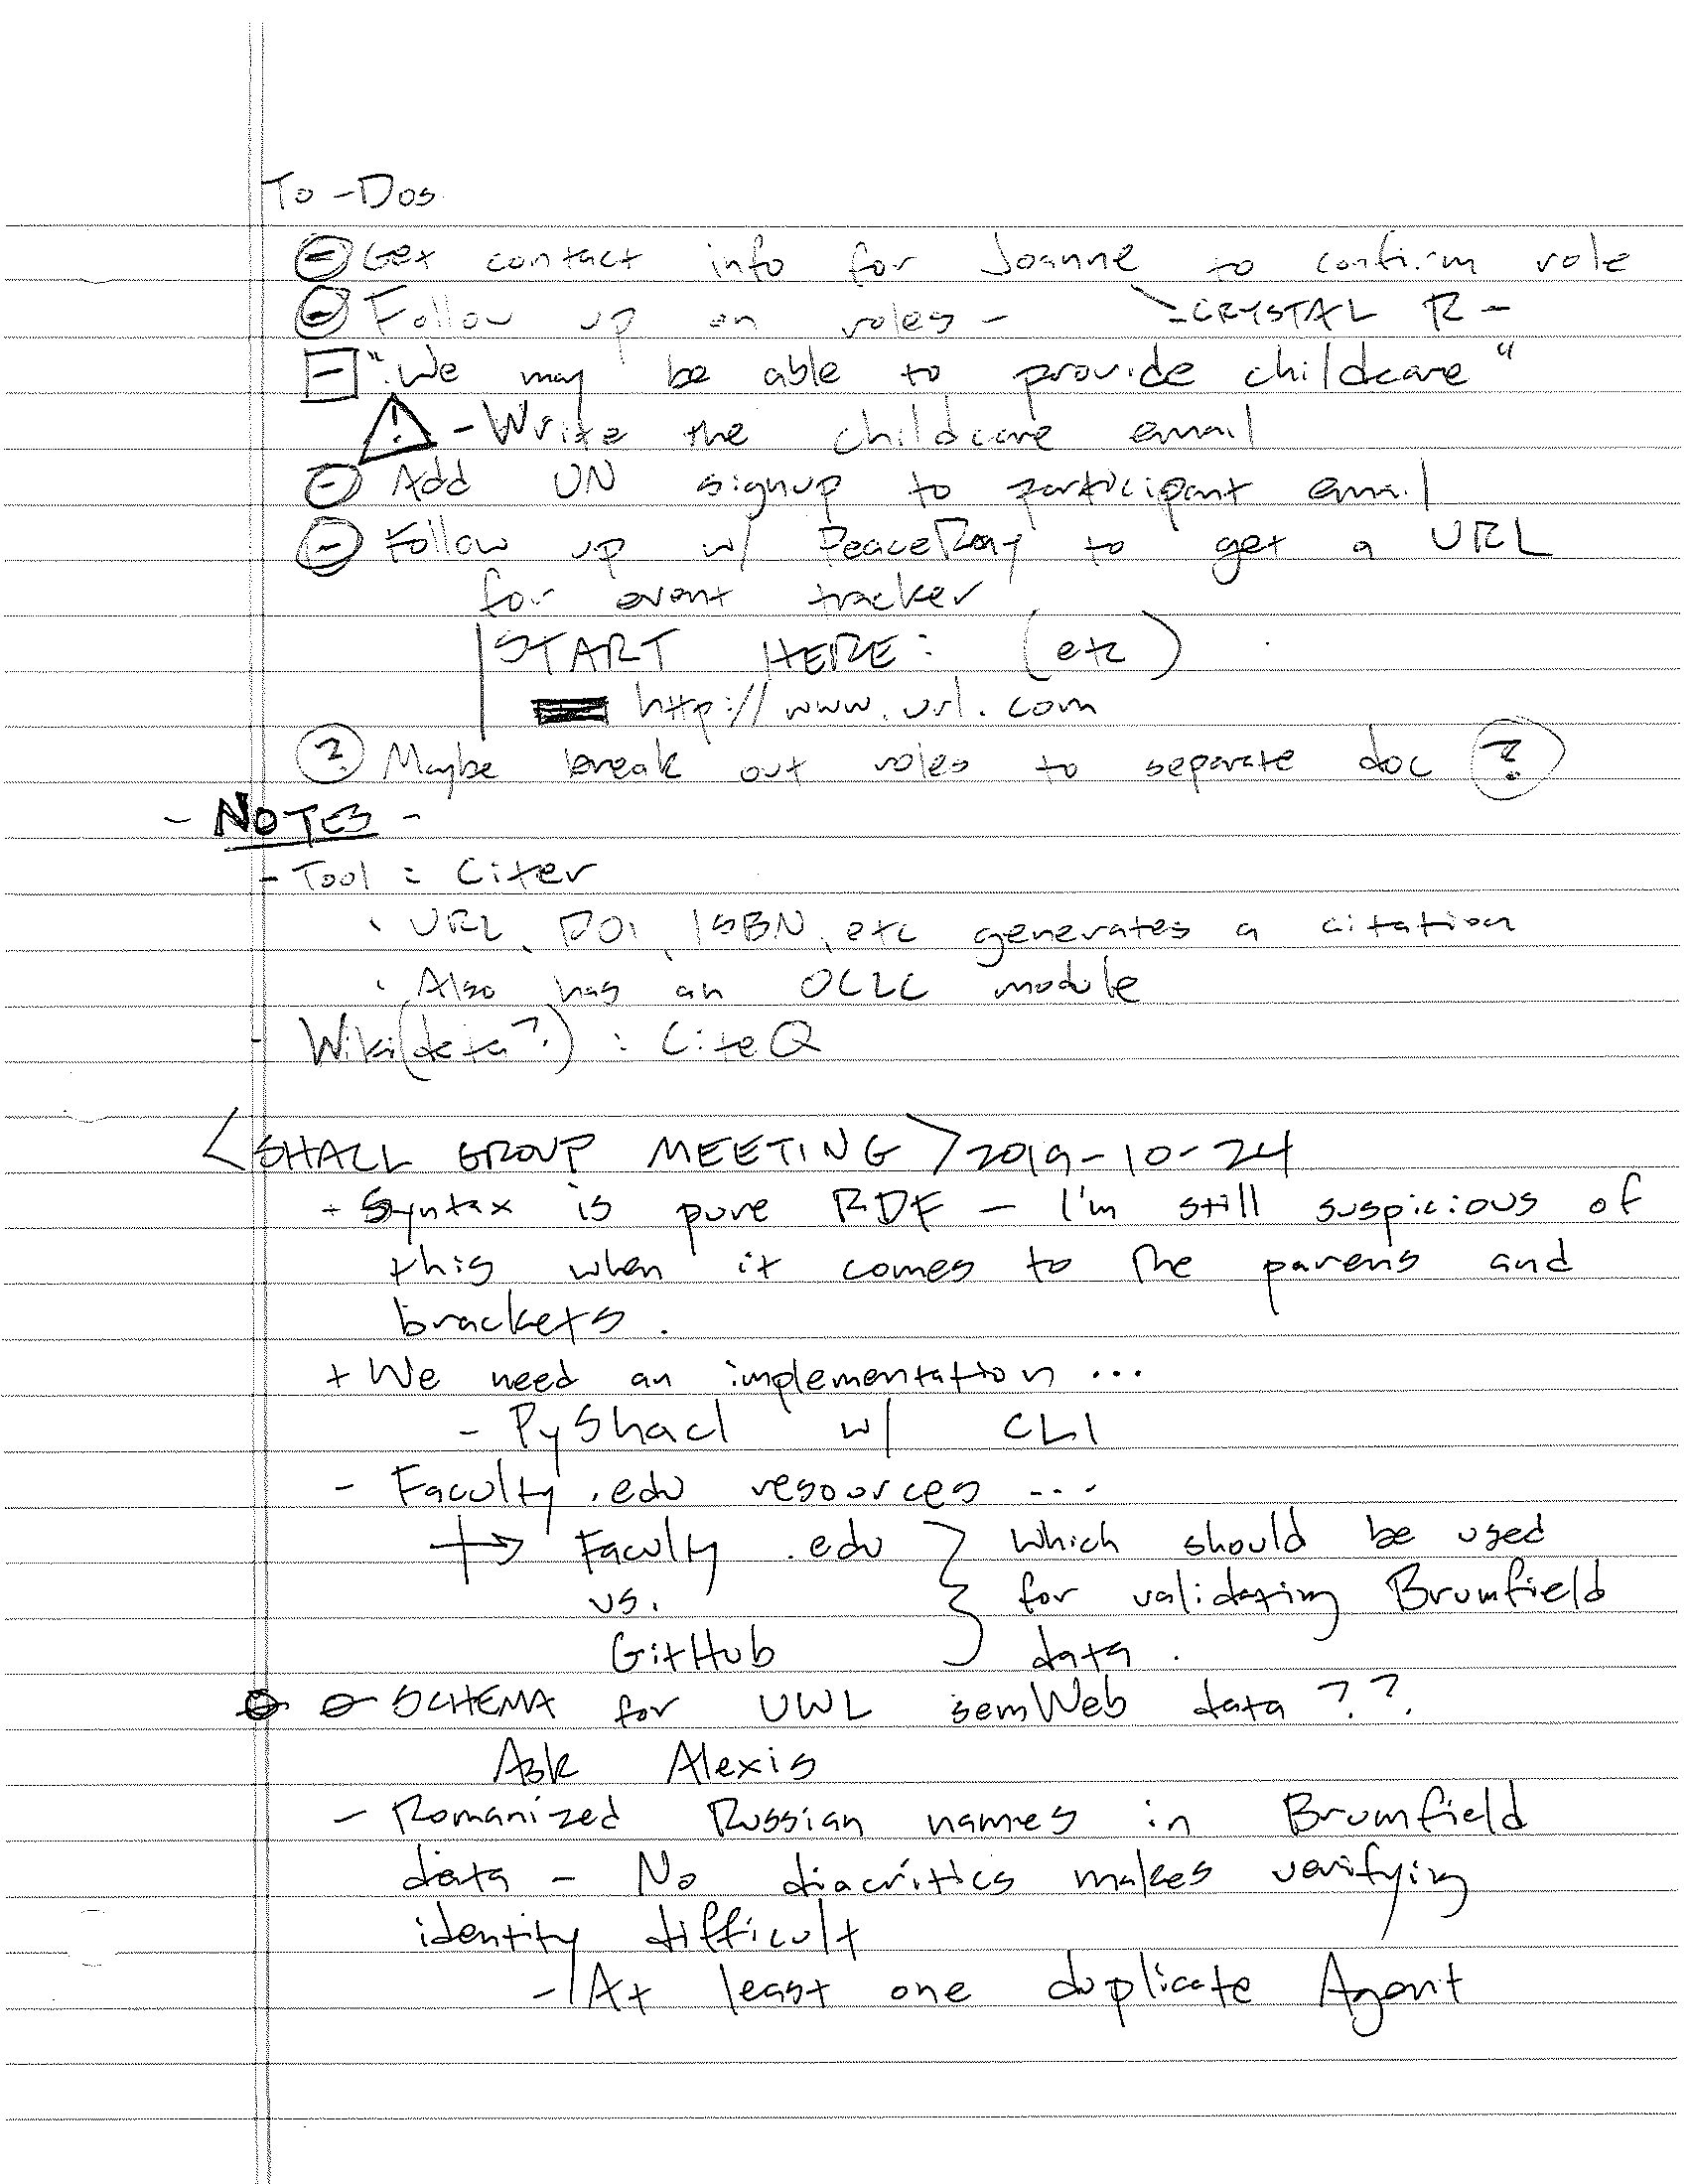 To-Dos
⊖ Get contact info for Joanne to confirm role
⊖ Follow up on roles - \-CRYSTAL R-
⊟ "We may be able to provide childcare"
⚠ - Write the childcare email
⊖ Add UN signup to participant email
⊖ Follow up w/ PeaceRay to get a URL
for event tracker
START HERE: (etc)
http://www.url.com
? Maybe break out roles to separate doc ?
- NOTES -
- Tool: Citer
· URL, DOI, ISBN, etc generates a citation
· Also has an OCLC module
- Wiki(data?) : CiteQ
<SHACL GROUP MEETING> 2019-10-24
+ Syntax is pure RDF - I'm still suspicious of
this when it comes to the parens and
brackets.
+ We need an implementation ...
- PyShacl w/ CLI
- Faculty.edu resources ...
+→ Faculty.edu } Which should be used
vs. for validating Brumfield
GitHub data.
⊖ ⊖ SCHEMA for UWL semWeb data??
Ask Alexis
- Romanized Russian names in Brumfield
data - No diacritics makes verifying
identity difficult
- At least one duplicate Agent